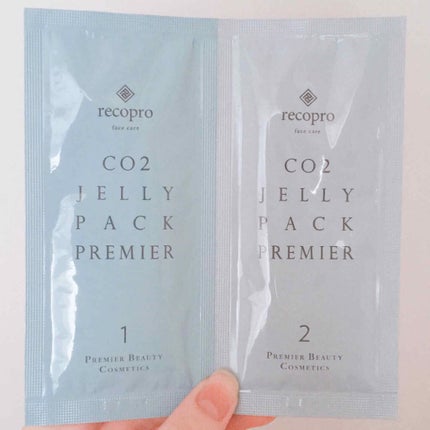 recopro
face care
CO2
JELLY
PACK
PREMIER
1
PREMIER BEAUTY
COSMETICS
recopro
face care
CO2
JELLY
PACK
PREMIER
2
PREMIER BEAUTY
COSMETICS